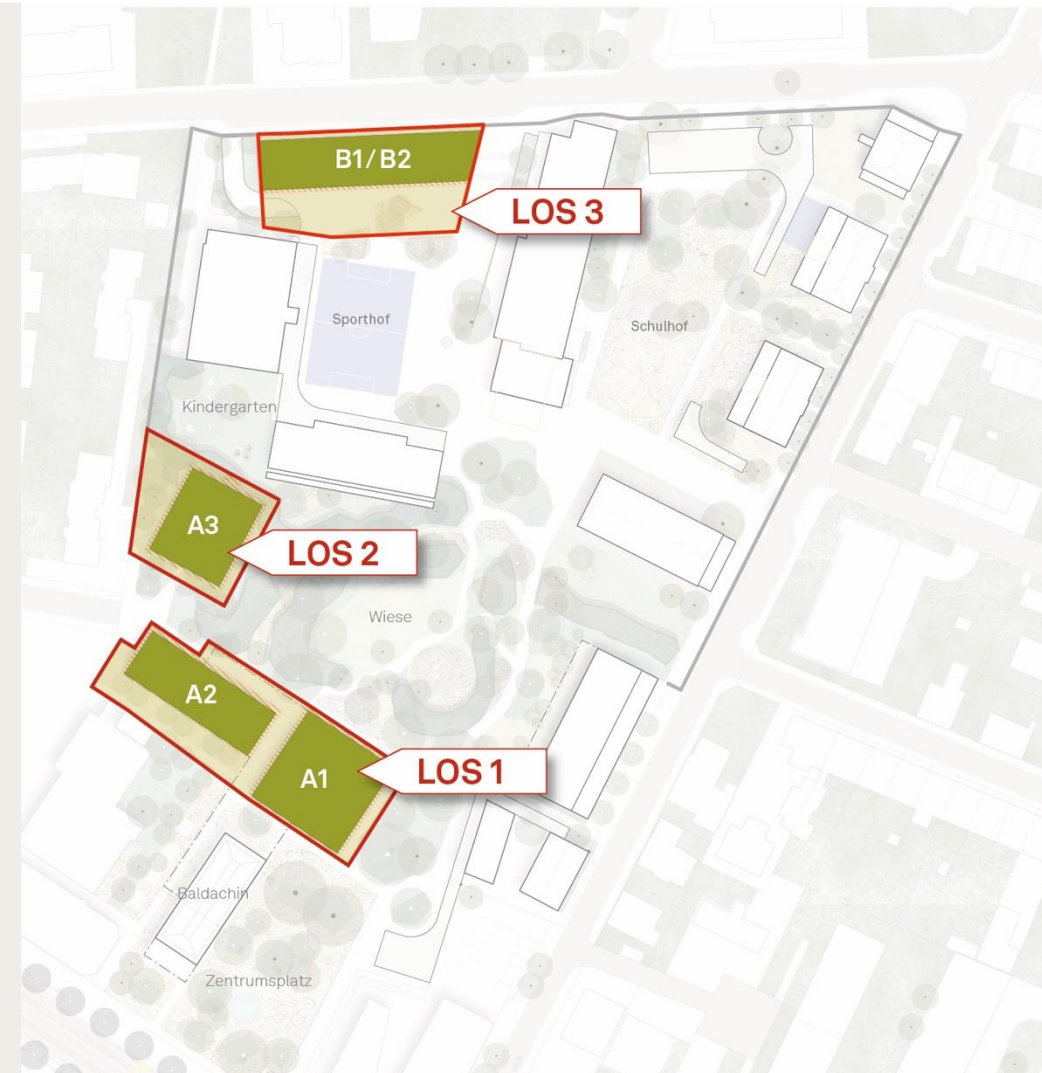 B1/B2
LOS 3
Sporthof
Schulhof
Kindergarten
A3
LOS 2
Wiese
A2
A1
LOS 1
Baldachin
Zentrumsplatz